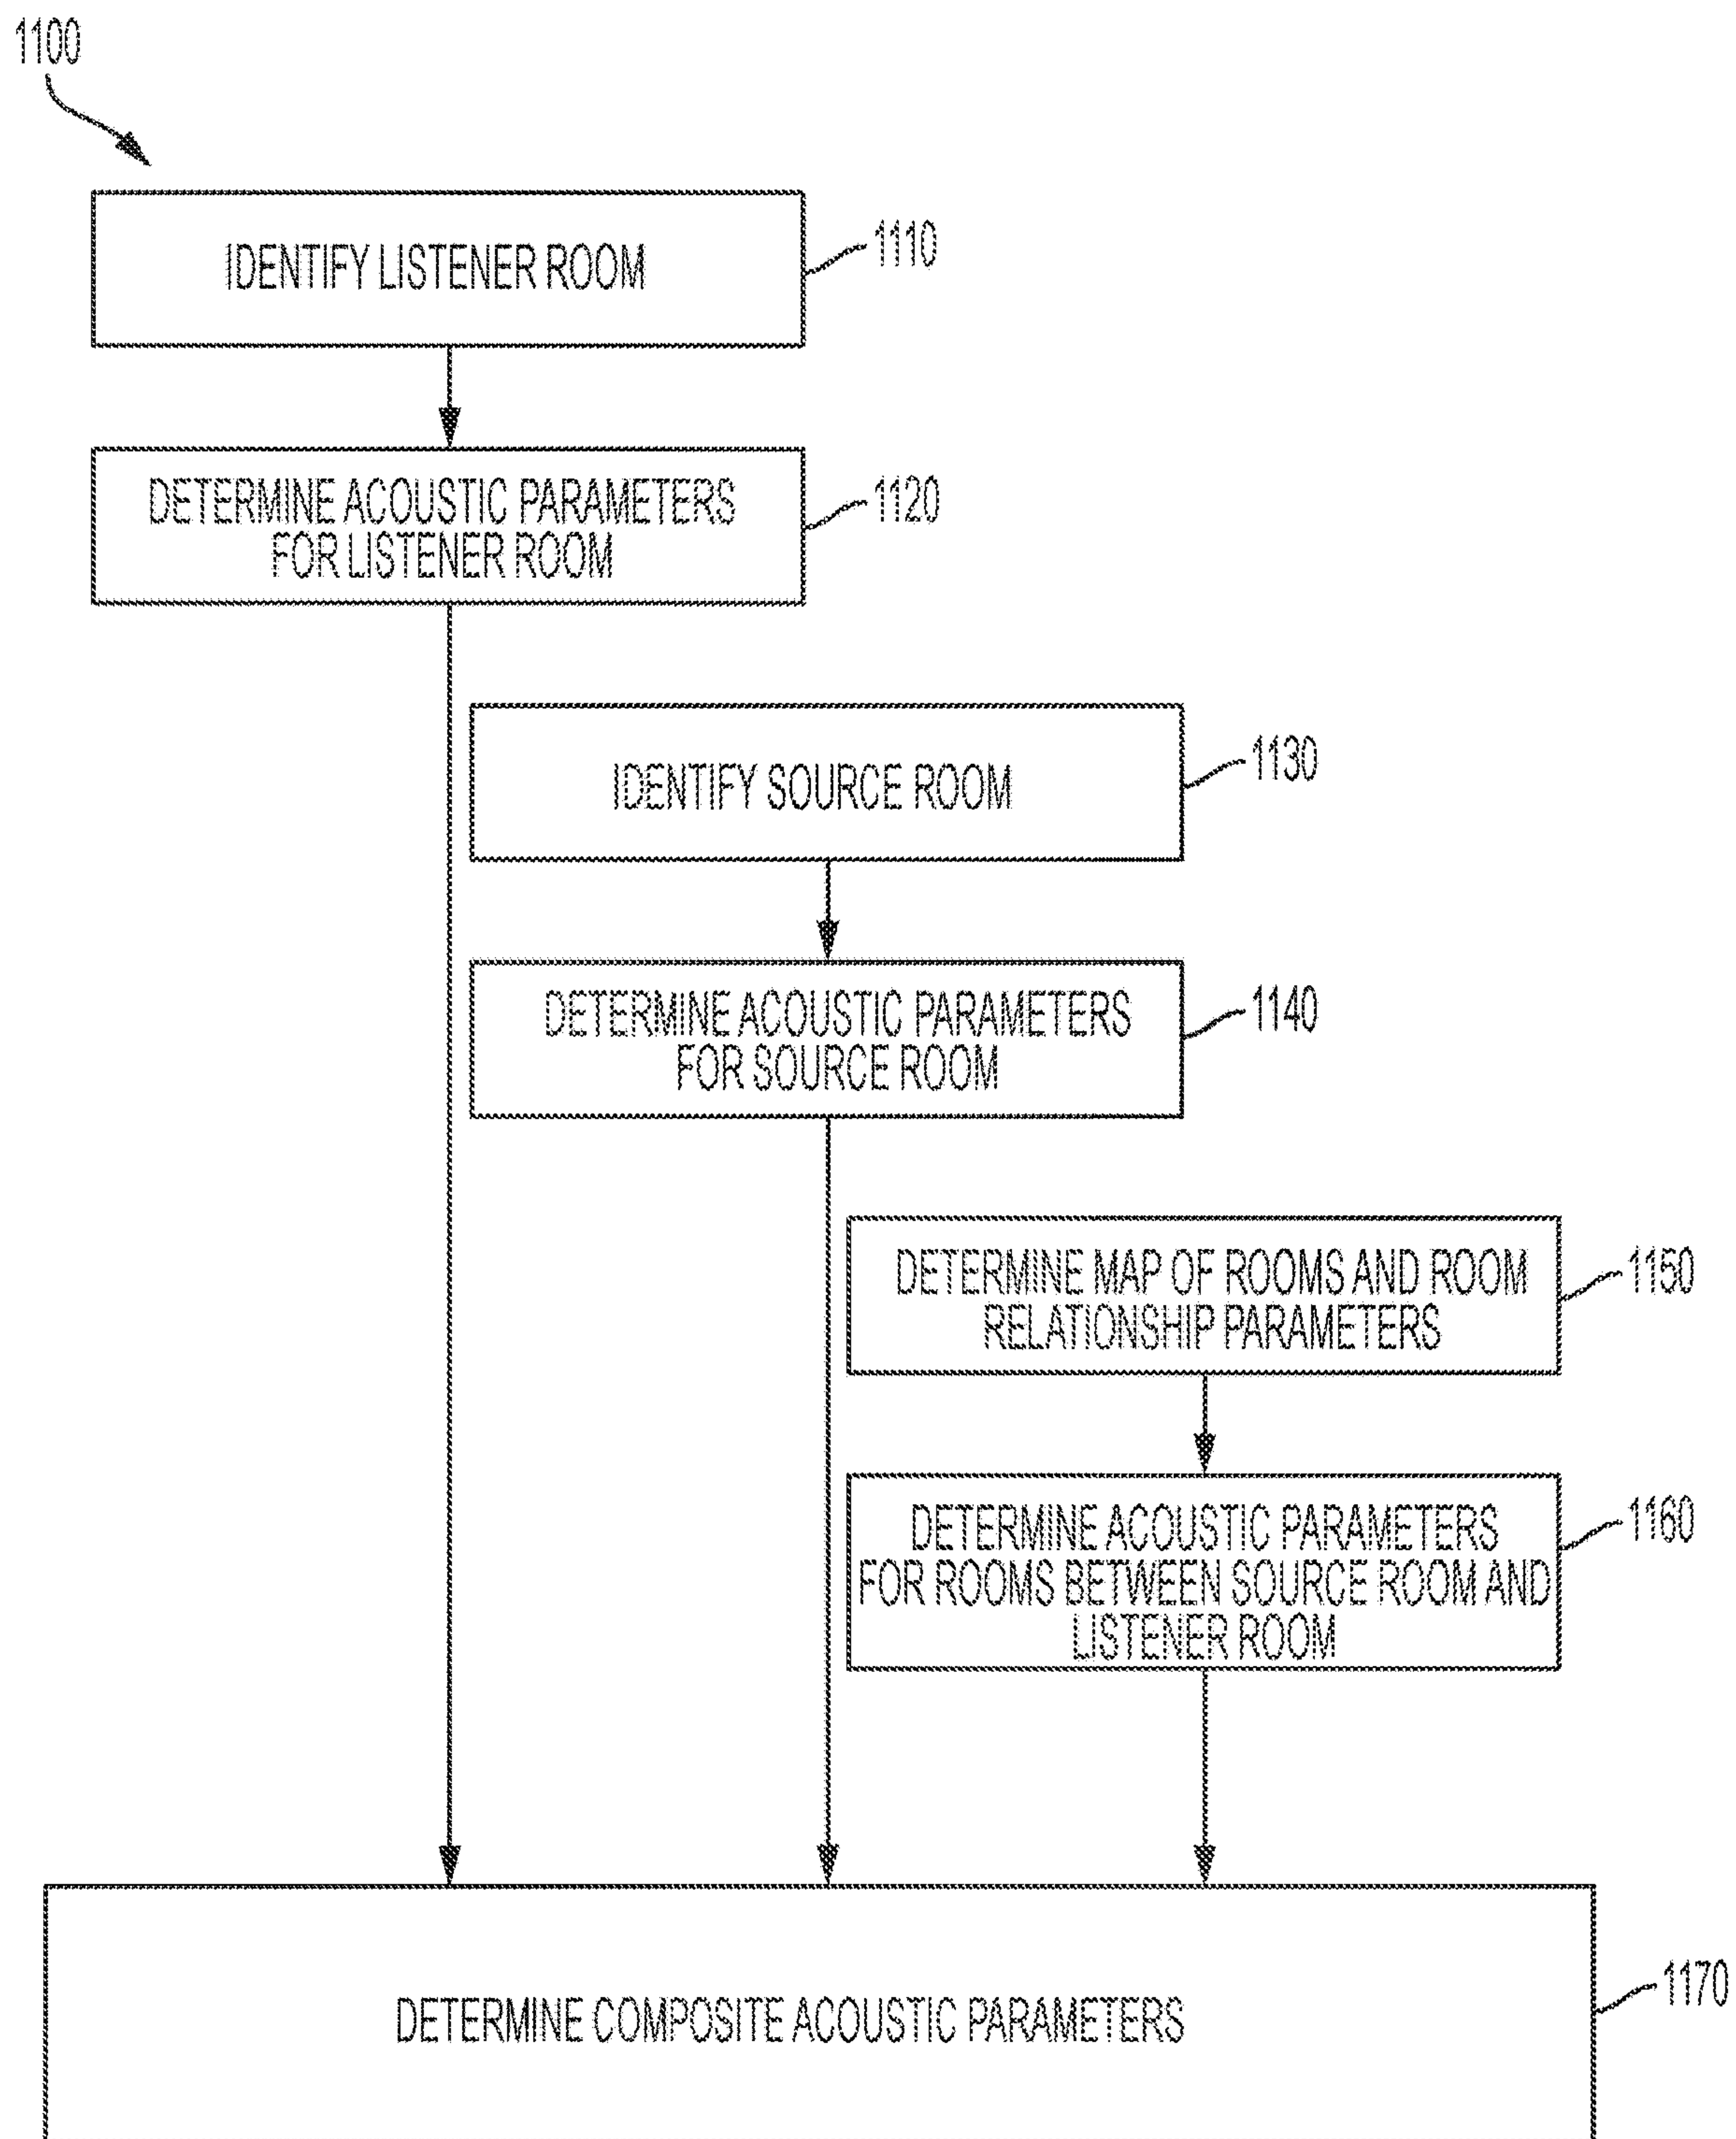 1100
IDENTIFY LISTENER ROOM
1110
DETERMINE ACOUSTIC PARAMETERS
FOR LISTENER ROOM
1120
IDENTIFY SOURCE ROOM
1130
DETERMINE ACOUSTIC PARAMETERS
FOR SOURCE ROOM
1140
DETERMINE MAP OF ROOMS AND ROOM
RELATIONSHIP PARAMETERS
1150
DETERMINE ACOUSTIC PARAMETERS
FOR ROOMS BETWEEN SOURCE ROOM AND
LISTENER ROOM
1160
DETERMINE COMPOSITE ACOUSTIC PARAMETERS
1170